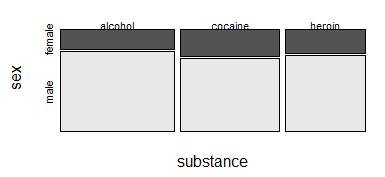 alcohol cocaine heroin
female
male
sex
substance